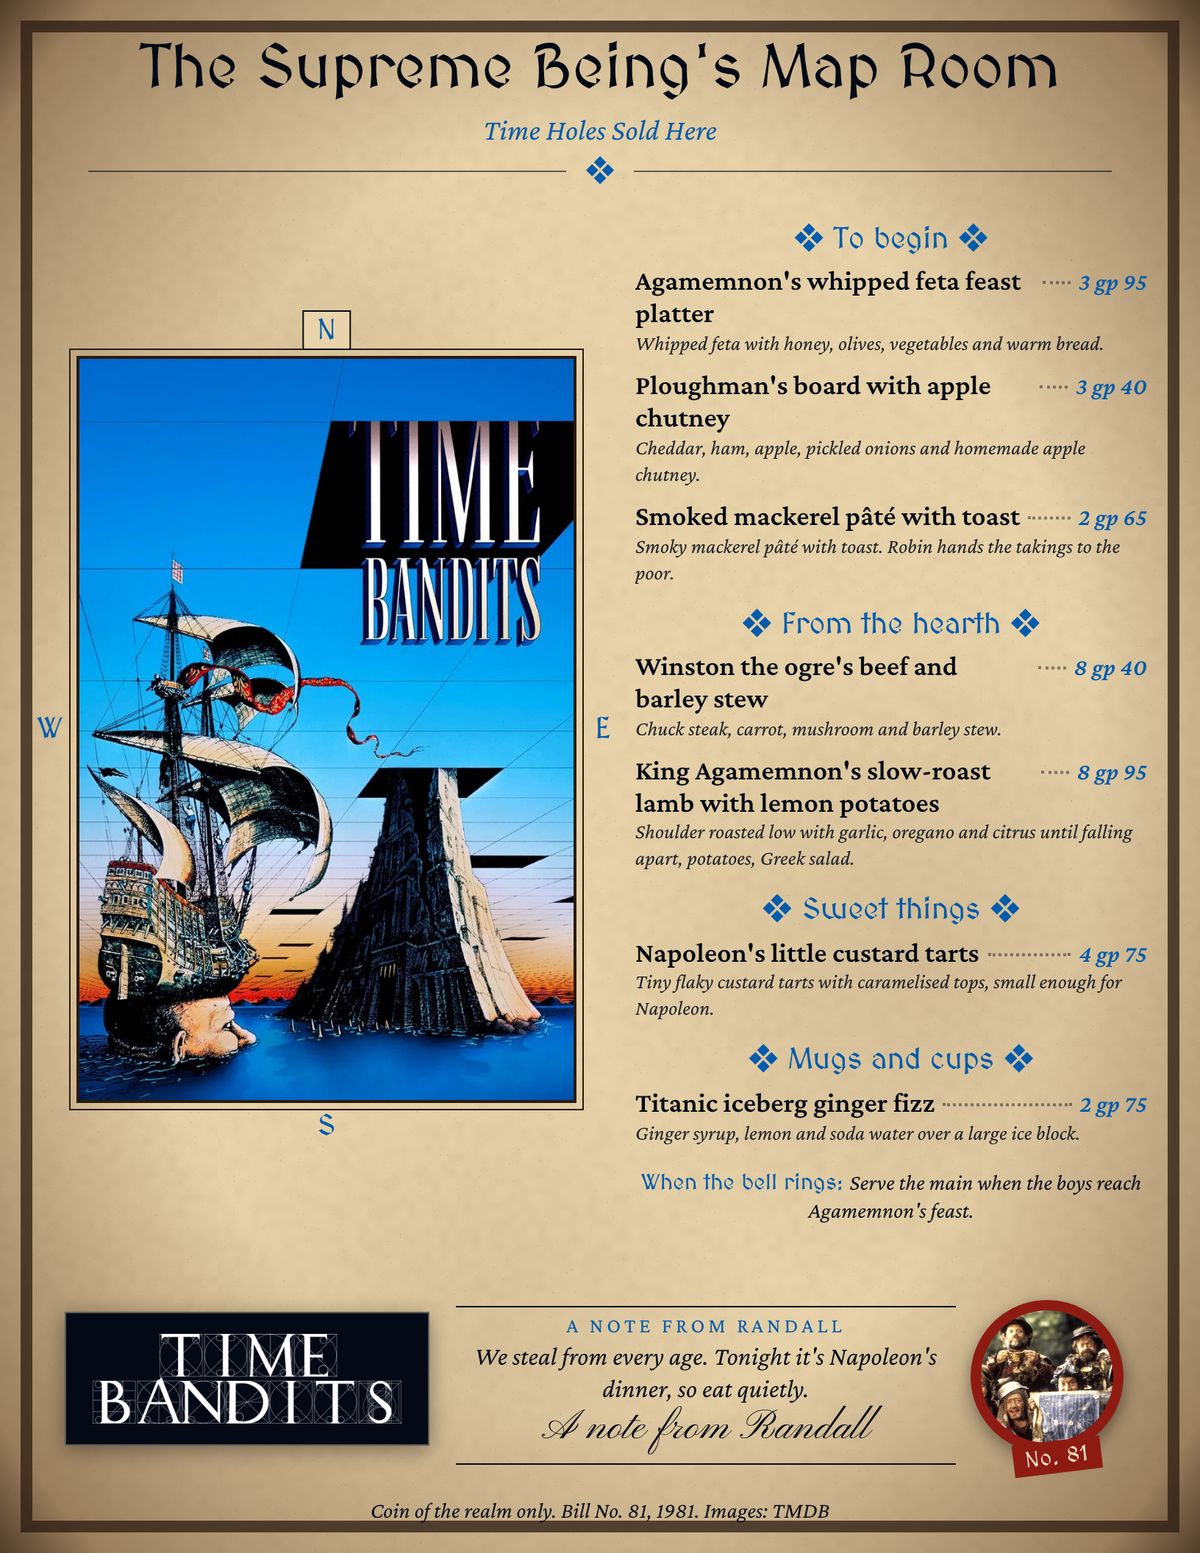 The Supreme Being's Map Room
Time Holes Sold Here
N
W
E
S
TIME
BANDITS
To begin
Agamemnon's whipped feta feast 3 gp 95
platter
Whipped feta with honey, olives, vegetables and warm bread.
Ploughman's board with apple 3 gp 40
chutney
Cheddar, ham, apple, pickled onions and homemade apple
chutney.
Smoked mackerel pâté with toast 2 gp 65
Smoky mackerel pâté with toast. Robin hands the takings to the
poor.
From the hearth
Winston the ogre's beef and 8 gp 40
barley stew
Chuck steak, carrot, mushroom and barley stew.
King Agamemnon's slow-roast 8 gp 95
lamb with lemon potatoes
Shoulder roasted low with garlic, oregano and citrus until falling
apart, potatoes, Greek salad.
Sweet things
Napoleon's little custard tarts 4 gp 75
Tiny flaky custard tarts with caramelised tops, small enough for
Napoleon.
Mugs and cups
Titanic iceberg ginger fizz 2 gp 75
Ginger syrup, lemon and soda water over a large ice block.
When the bell rings: Serve the main when the boys reach
Agamemnon's feast.
TIME
BANDITS
A NOTE FROM RANDALL
We steal from every age. Tonight it's Napoleon's
dinner, so eat quietly.
A note from Randall
No. 81
Coin of the realm only. Bill No. 81, 1981. Images: TMDB